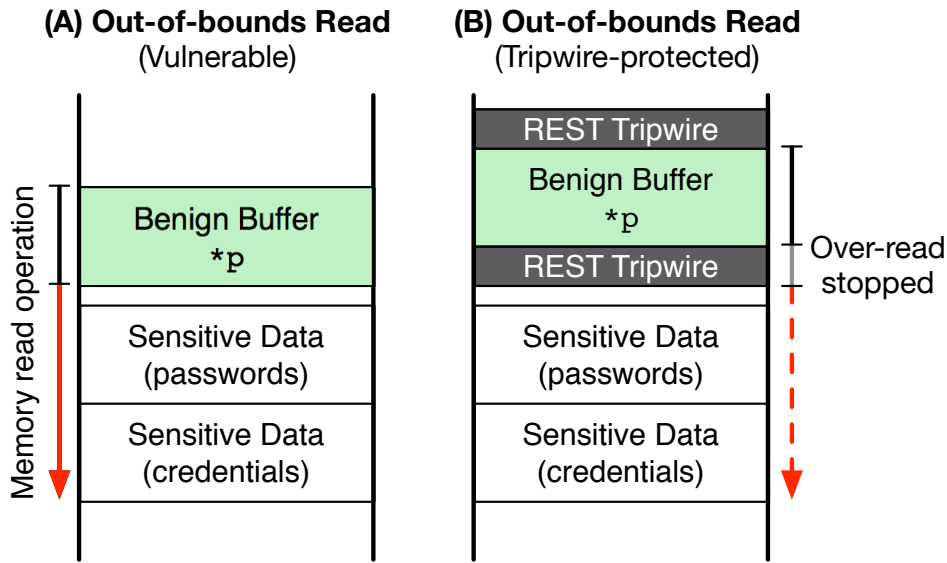 (A) Out-of-bounds Read
(Vulnerable)
Memory read operation
Benign Buffer
*p
Sensitive Data
(passwords)
Sensitive Data
(credentials)
(B) Out-of-bounds Read
(Tripwire-protected)
REST Tripwire
Benign Buffer
*p
REST Tripwire
Over-read
stopped
Sensitive Data
(passwords)
Sensitive Data
(credentials)